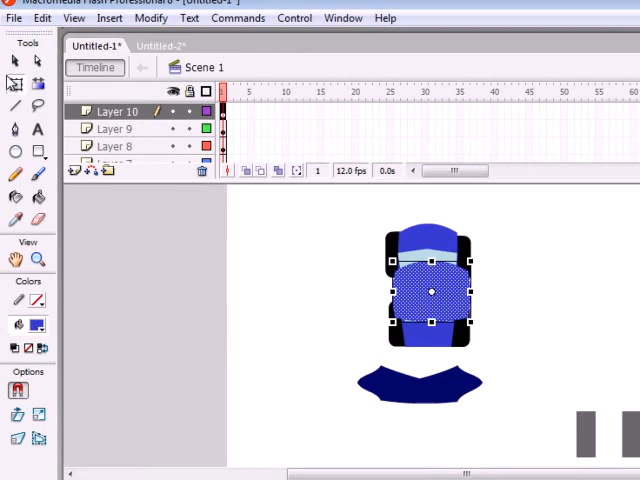 Macromedia Flash Professional 8 - [Untitled-1*]
File Edit View Insert Modify Text Commands Control Window Help
Tools
Untitled-1* Untitled-2*
Timeline Scene 1
1 5 10 15 20 25 30 35 40 45 50 55 60
Layer 10
Layer 9
Layer 8
1 12.0 fps 0.0s
View
Colors
Options